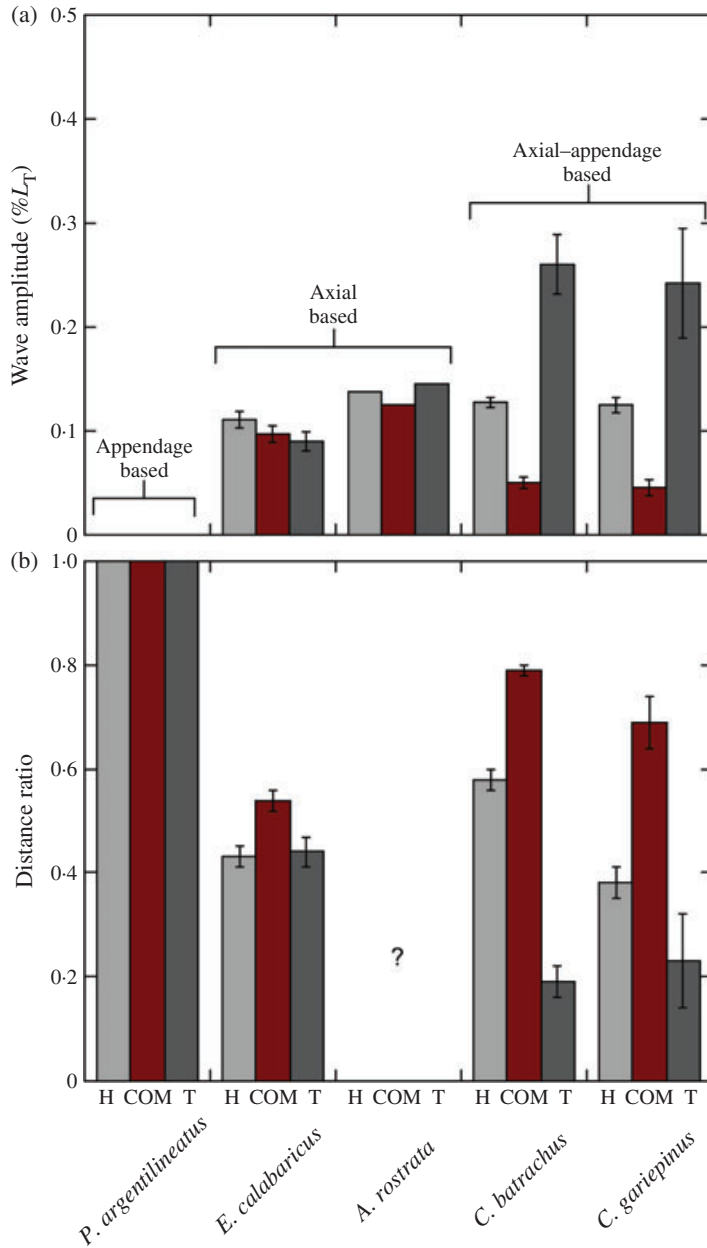 (a)
0·5
0·4
0·3
0·2
0·1
0
Wave amplitude (%L_T)
Appendage
based
Axial
based
Axial–appendage
based
(b)
1·0
0·8
0·6
0·4
0·2
0
Distance ratio
?
H COM T H COM T H COM T H COM T H COM T
P. argentilineatus
E. calabaricus
A. rostrata
C. batrachus
C. gariepinus